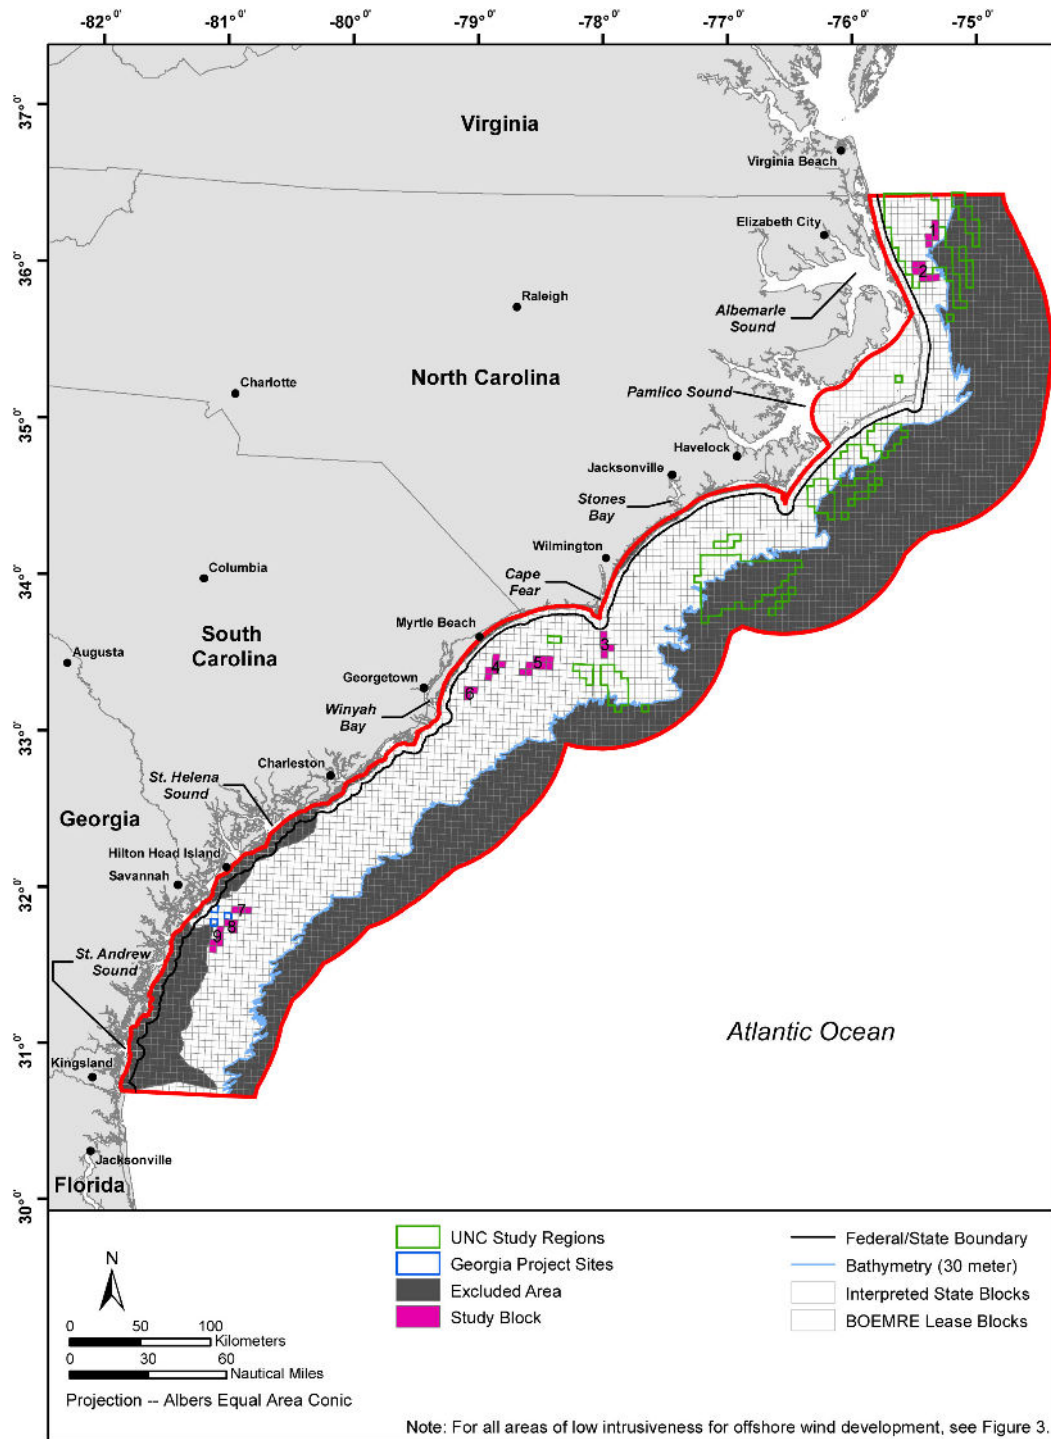 -82°0'
-81°0'
-80°0'
-79°0'
-78°0'
-77°0'
-76°0'
-75°0'
37°0'
36°0'
35°0'
34°0'
33°0'
32°0'
31°0'
30°0'
Virginia
Virginia Beach
Elizabeth City
1
2
Raleigh
Albemarle
Sound
North Carolina
Charlotte
Pamlico Sound
Havelock
Jacksonville
Stones
Bay
Wilmington
Cape
Fear
Columbia
South
Carolina
Myrtle Beach
Augusta
Georgetown
Winyah
Bay
3
4
5
6
Charleston
St. Helena
Sound
Georgia
Hilton Head Island
Savannah
7
8
9
St. Andrew
Sound
Atlantic Ocean
Kingsland
Jacksonville
Florida
N
0 50 100
Kilometers
0 30 60
Nautical Miles
Projection -- Albers Equal Area Conic
UNC Study Regions
Georgia Project Sites
Excluded Area
Study Block
Federal/State Boundary
Bathymetry (30 meter)
Interpreted State Blocks
BOEMRE Lease Blocks
Note: For all areas of low intrusiveness for offshore wind development, see Figure 3.